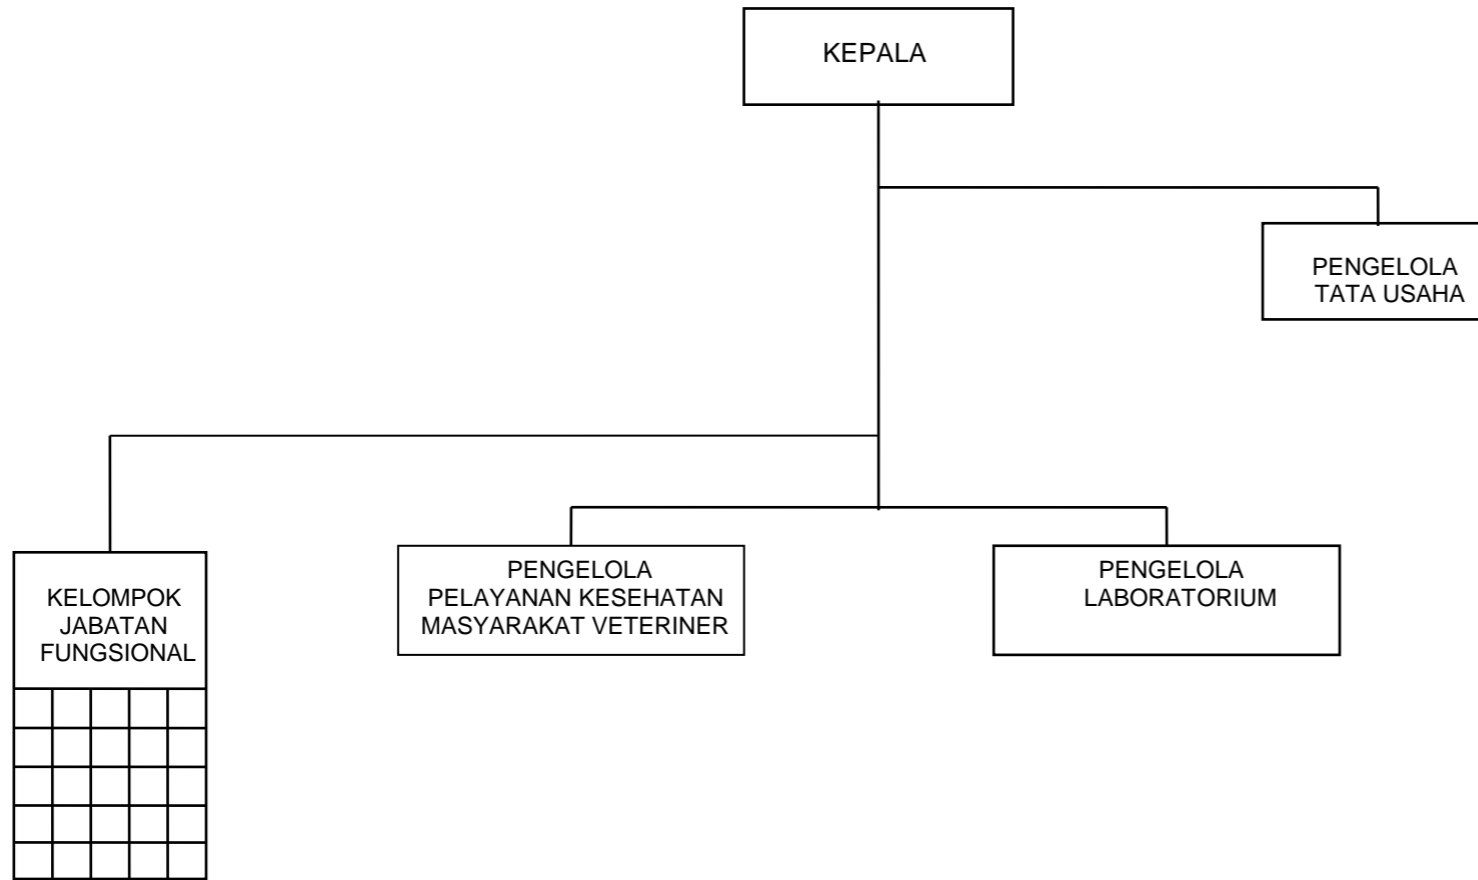 KEPALA
PENGELOLA
TATA USAHA
KELOMPOK
JABATAN
FUNGSIONAL
PENGELOLA
PELAYANAN KESEHATAN
MASYARAKAT VETERINER
PENGELOLA
LABORATORIUM